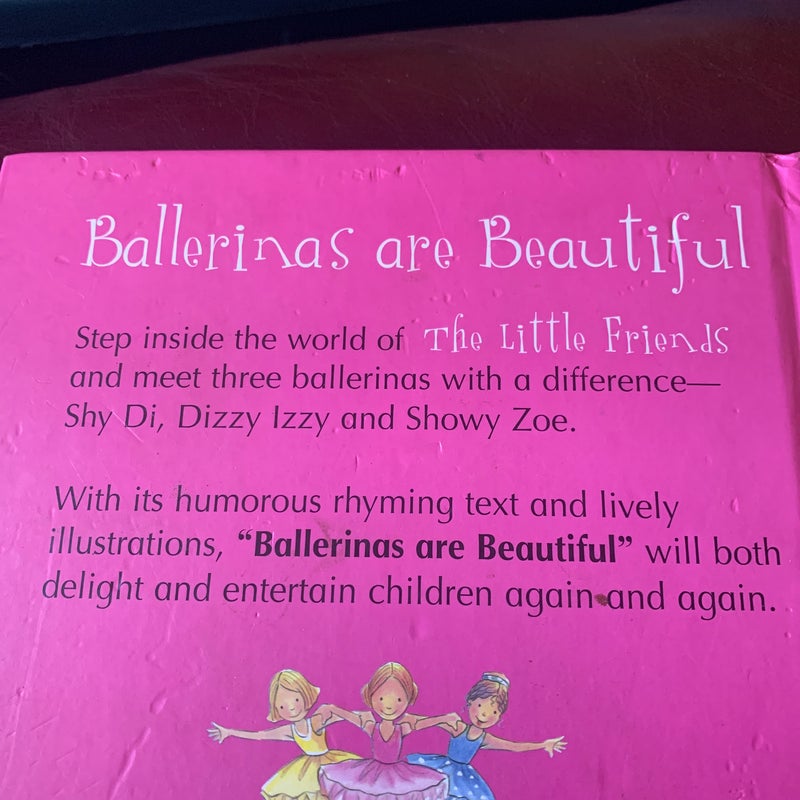 Ballerinas are Beautiful
Step inside the world of The Little Friends
and meet three ballerinas with a difference—
Shy Di, Dizzy Izzy and Showy Zoe.
With its humorous rhyming text and lively
illustrations, “Ballerinas are Beautiful” will both
delight and entertain children again and again.